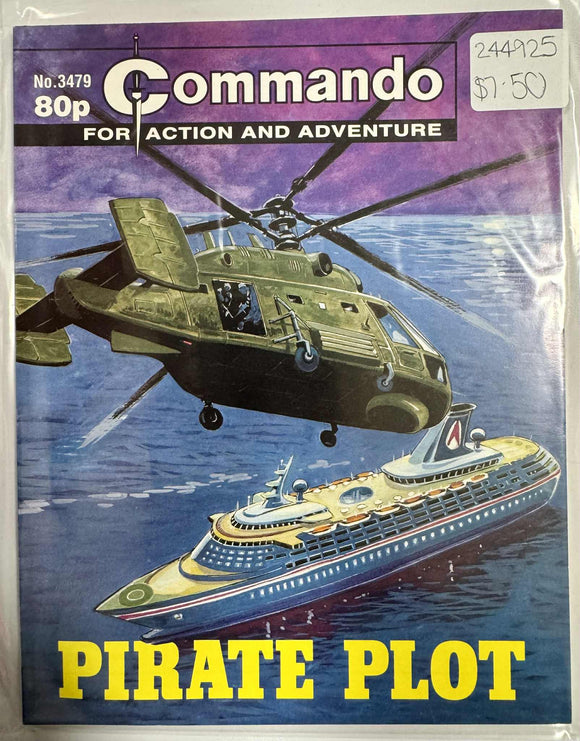 No.3479
80p
Commando
FOR ACTION AND ADVENTURE
244925
$7.50
PIRATE PLOT